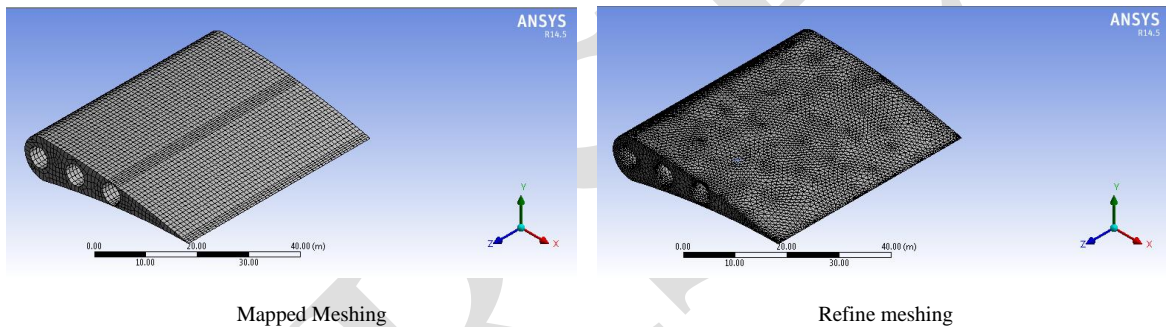 ANSYS
R14.5
Y
Z
X
0.00
20.00
40.00 (m)
10.00
30.00
Mapped Meshing
ANSYS
R14.5
Y
Z
X
0.00
20.00
40.00 (m)
10.00
30.00
Refine meshing